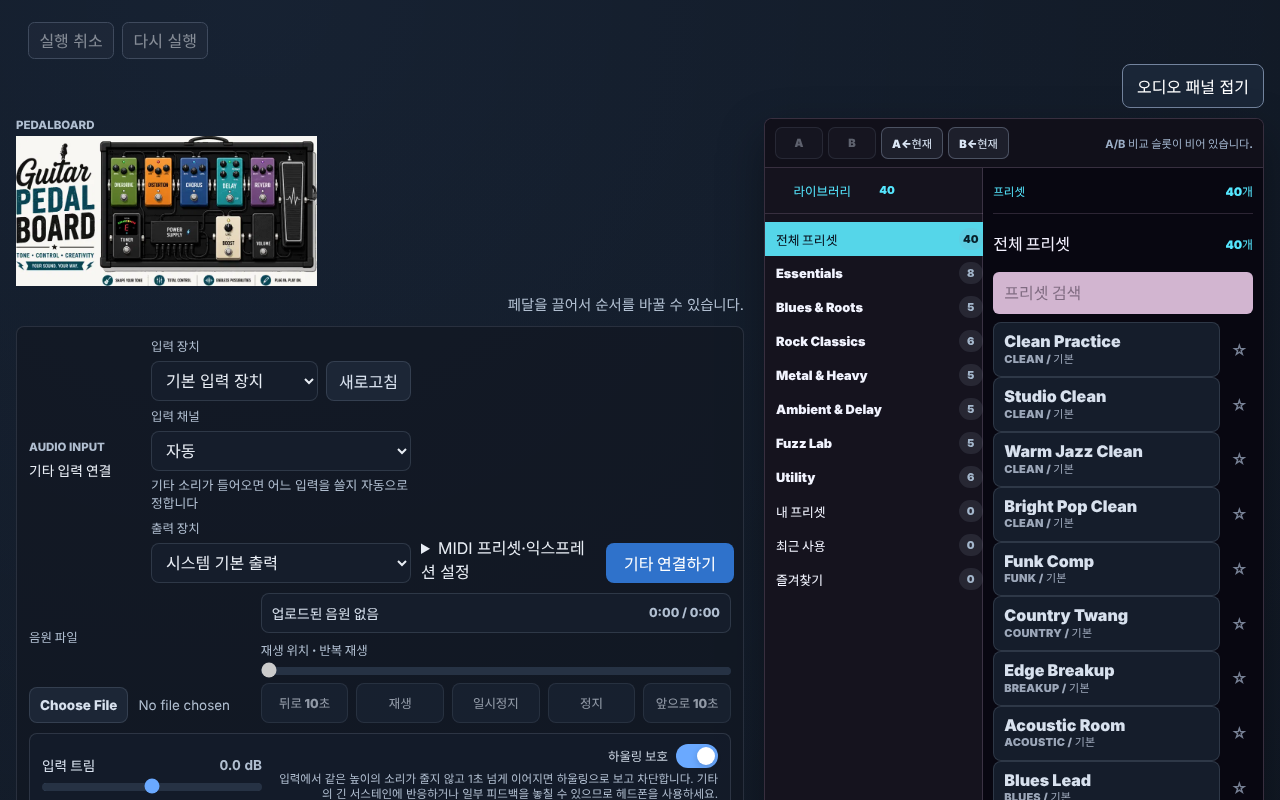 실행 취소
다시 실행
오디오 패널 접기
PEDALBOARD
Guitar
PEDAL
BOARD
TONE • CONTROL • CREATIVITY
YOUR SOUND. YOUR WAY.
OVERDRIVE
DISTORTION
CHORUS
DELAY
REVERB
TUNER
POWER
SUPPLY
BOOST
VOLUME
SHAPE YOUR TONE
TOTAL CONTROL
ENDLESS POSSIBILITIES
페달을 끌어서 순서를 바꿀 수 있습니다.
AUDIO INPUT
기타 입력 연결
입력 장치
기본 입력 장치
새로고침
입력 채널
자동
기타 소리가 들어오면 어느 입력을 쓸지 자동으로
정합니다
출력 장치
시스템 기본 출력
▶ MIDI 프리셋·익스프레
션 설정
기타 연결하기
음원 파일
업로드된 음원 없음
0:00 / 0:00
재생 위치 • 반복 재생
Choose File
No file chosen
뒤로 10초
재생
일시정지
정지
앞으로 10초
입력 트림
0.0 dB
하울링 보호
입력에서 같은 높이의 소리가 줄지 않고 1초 넘게 이어지면 하울링으로 보고 차단합니다. 기타
의 긴 서스테인에 반응하거나 일부 피드백을 놓칠 수 있으므로 헤드폰을 사용하세요.
A
B
A←현재
B←현재
A/B 비교 슬롯이 비어 있습니다.
라이브러리
40
전체 프리셋
40
Essentials
8
Blues & Roots
5
Rock Classics
6
Metal & Heavy
5
Ambient & Delay
5
Fuzz Lab
5
Utility
6
내 프리셋
0
최근 사용
0
즐겨찾기
0
프리셋
40개
전체 프리셋
40개
프리셋 검색
Clean Practice
CLEAN / 기본
☆
Studio Clean
CLEAN / 기본
☆
Warm Jazz Clean
CLEAN / 기본
☆
Bright Pop Clean
CLEAN / 기본
☆
Funk Comp
FUNK / 기본
☆
Country Twang
COUNTRY / 기본
☆
Edge Breakup
BREAKUP / 기본
☆
Acoustic Room
ACOUSTIC / 기본
☆
Blues Lead
BLUES / 기본
☆